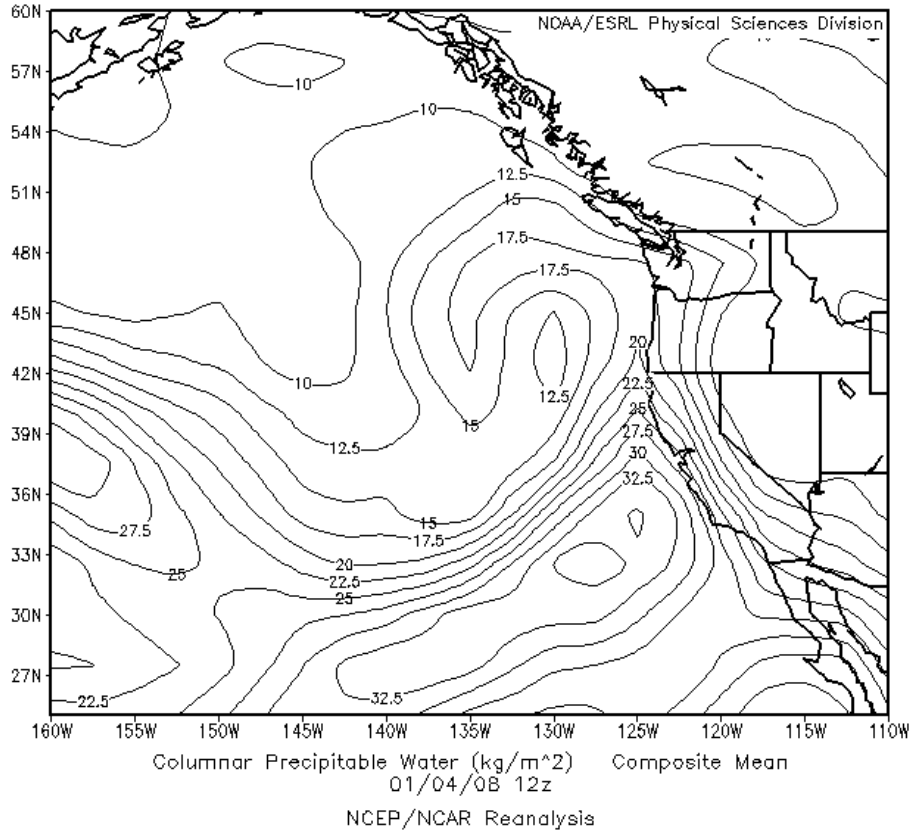 60N
NOAA/ESRL Physical Sciences Division
57N
10
54N
10
51N
12.5
15
48N
17.5
17.5
45N
20
42N
10
12.5
22.5
25
39N
12.5
15
27.5
30
36N
32.5
27.5
15
17.5
33N
25
20
22.5
30N
25
27N
22.5
32.5
160W 155W 150W 145W 140W 135W 130W 125W 120W 115W 110W
Columnar Precipitable Water (kg/m^2) Composite Mean
01/04/08 12z
NCEP/NCAR Reanalysis